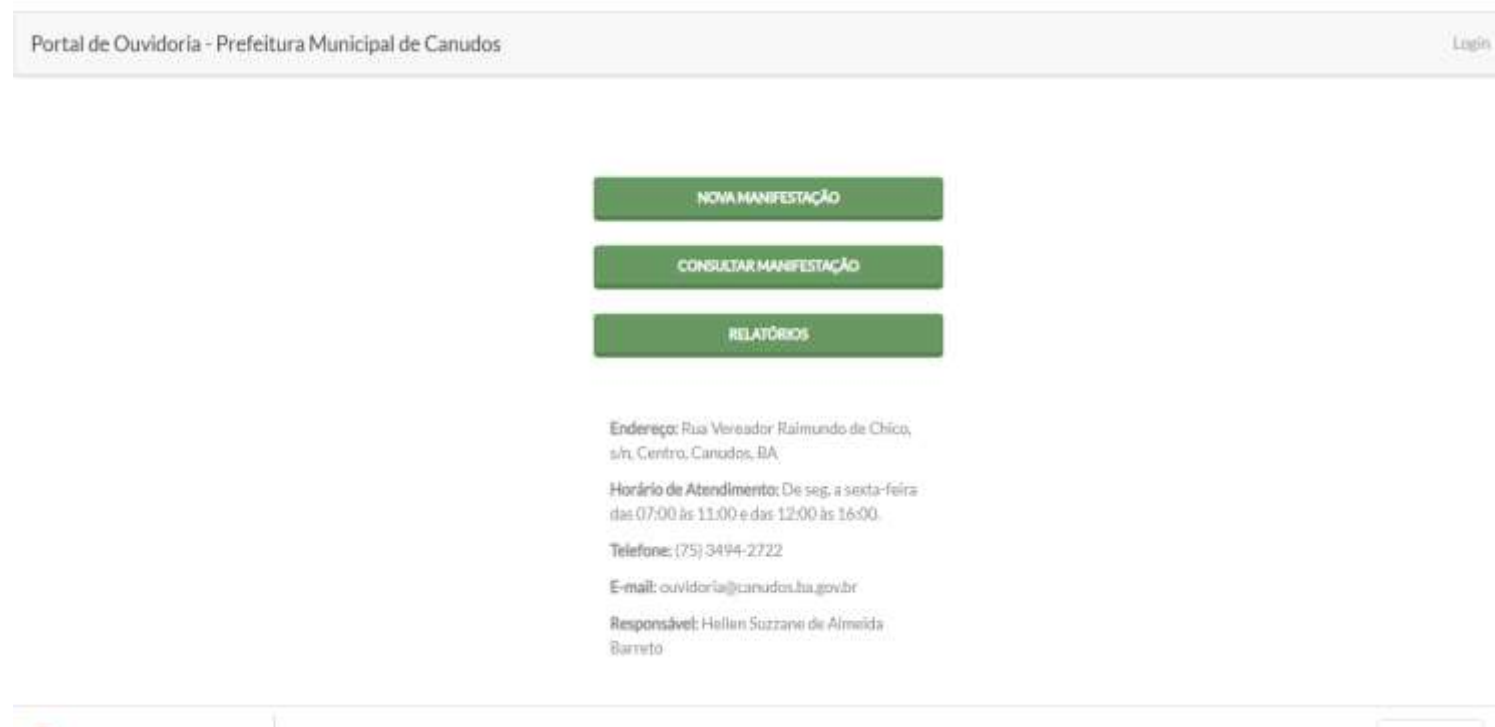 Portal de Ouvidoria - Prefeitura Municipal de Canudos
Login
NOVA MANIFESTAÇÃO
CONSULTAR MANIFESTAÇÃO
RELATÓRIOS
Endereço: Rua Vereador Raimundo de Chico,
s/n, Centro, Canudos, BA
Horário de Atendimento: De seg. a sexta-feira
das 07:00 às 11:00 e das 12:00 às 16:00.
Telefone: (75) 3494-2722
E-mail: ouvidoria@canudos.ba.gov.br
Responsável: Hellen Suzzane de Almeida
Barreto